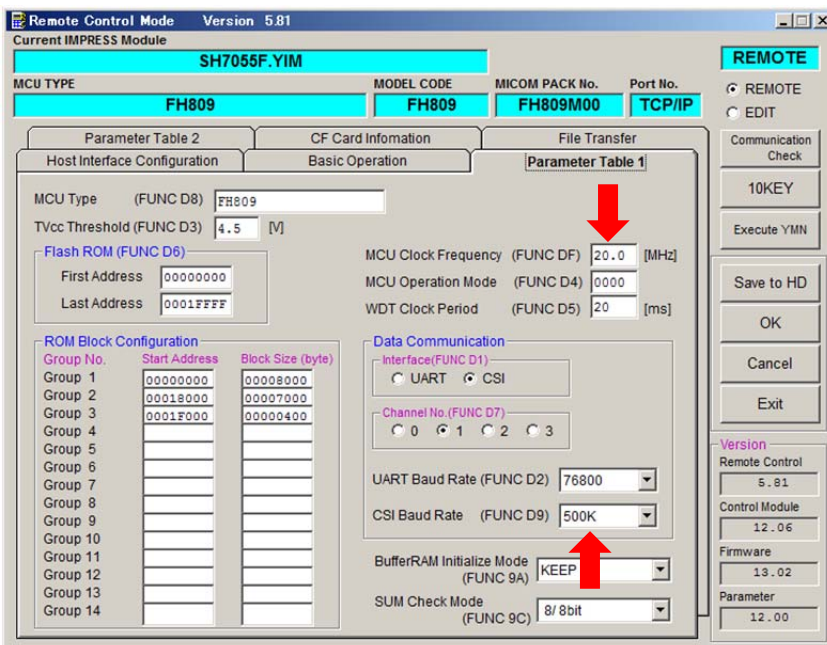 Remote Control Mode Version 5.81
Current IMPRESS Module
SH7055F.YIM
REMOTE
MCU TYPE MODEL CODE MICOM PACK No. Port No.
FH809 FH809 FH809M00 TCP/IP
REMOTE
EDIT
Parameter Table 2 CF Card Infomation File Transfer
Host Interface Configuration Basic Operation Parameter Table 1
Communication
Check
10KEY
Execute YMN
Save to HD
OK
Cancel
Exit
MCU Type (FUNC D8) FH809
TVcc Threshold (FUNC D3) 4.5 [V]
Flash ROM (FUNC D6)
First Address 00000000
Last Address 0001FFFF
MCU Clock Frequency (FUNC DF) 20.0 [MHz]
MCU Operation Mode (FUNC D4) 0000
WDT Clock Period (FUNC D5) 20 [ms]
ROM Block Configuration
Group No. Start Address Block Size (byte)
Group 1 00000000 00008000
Group 2 00018000 00007000
Group 3 0001F000 00000400
Group 4
Group 5
Group 6
Group 7
Group 8
Group 9
Group 10
Group 11
Group 12
Group 13
Group 14
Data Communication
Interface(FUNC D1)
UART CSI
Channel No.(FUNC D7)
0 1 2 3
UART Baud Rate (FUNC D2) 76800
CSI Baud Rate (FUNC D9) 500K
BufferRAM Initialize Mode
(FUNC 9A) KEEP
SUM Check Mode
(FUNC 9C) 8/ 8bit
Version
Remote Control
5.81
Control Module
12.06
Firmware
13.02
Parameter
12.00